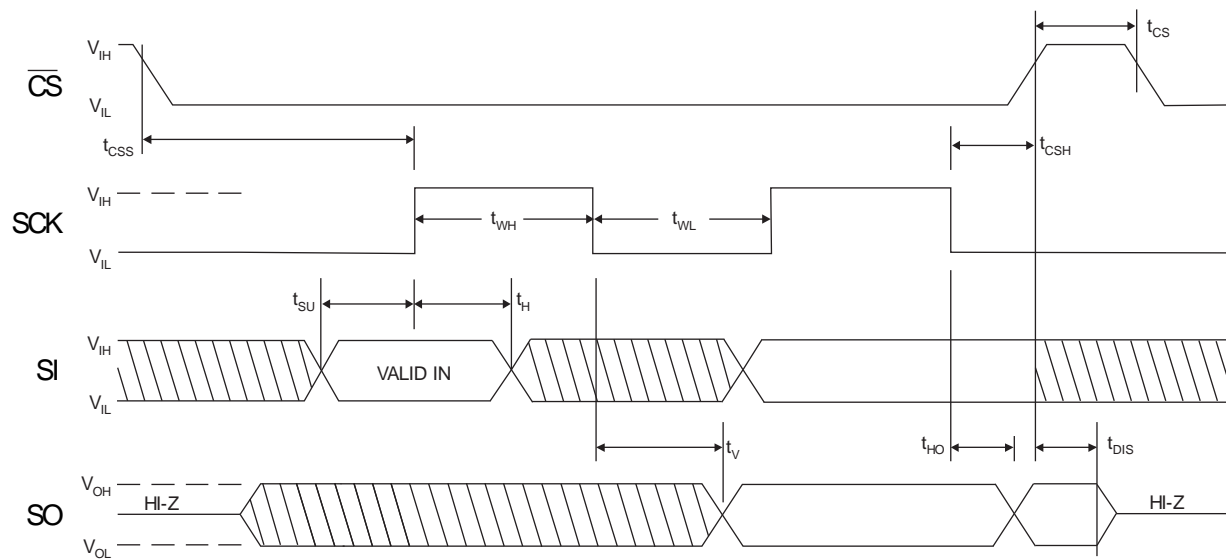 V_IH
t_CS
CS
V_IL
t_CSS
t_CSH
V_IH
SCK
t_WH
t_WL
V_IL
t_SU
t_H
V_IH
SI
VALID IN
V_IL
t_V
t_HO
t_DIS
V_OH
HI-Z
HI-Z
SO
V_OL